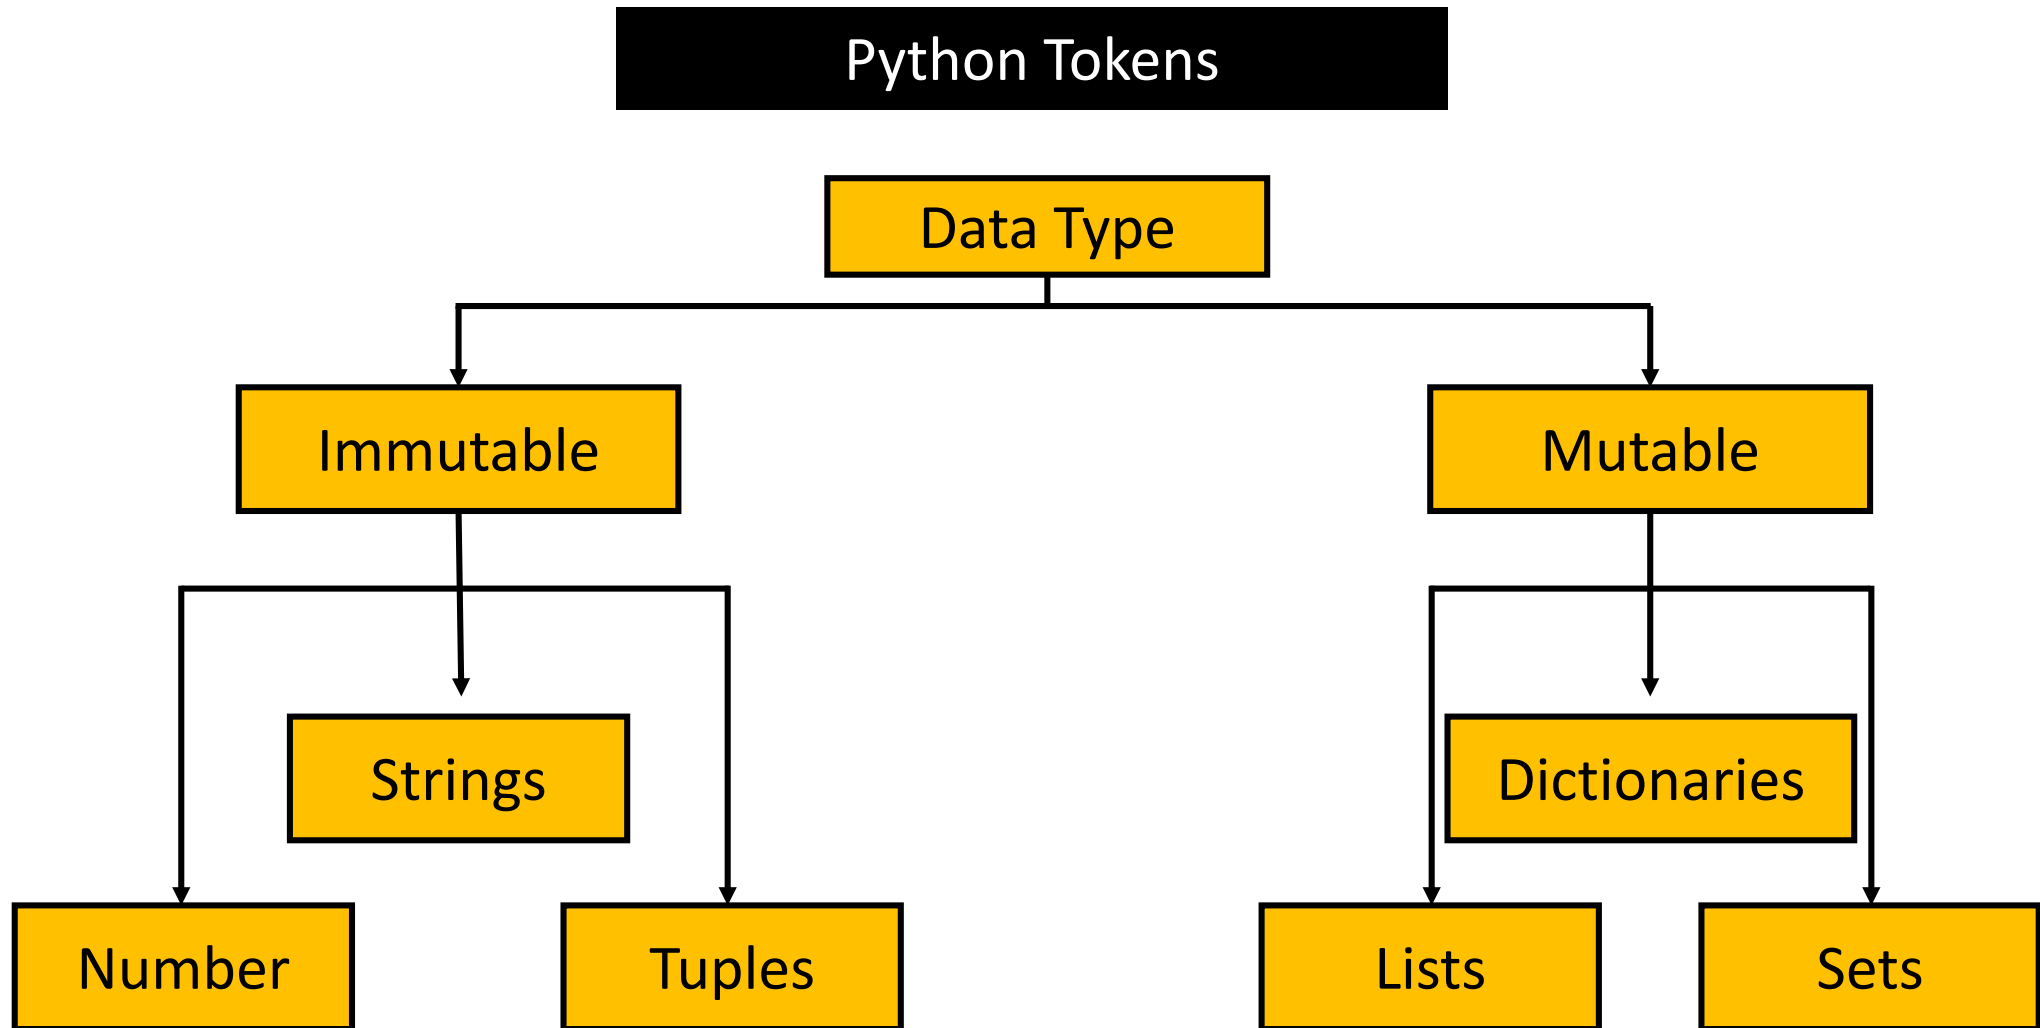 Python Tokens
Data Type
Immutable
Mutable
Strings
Dictionaries
Number
Tuples
Lists
Sets